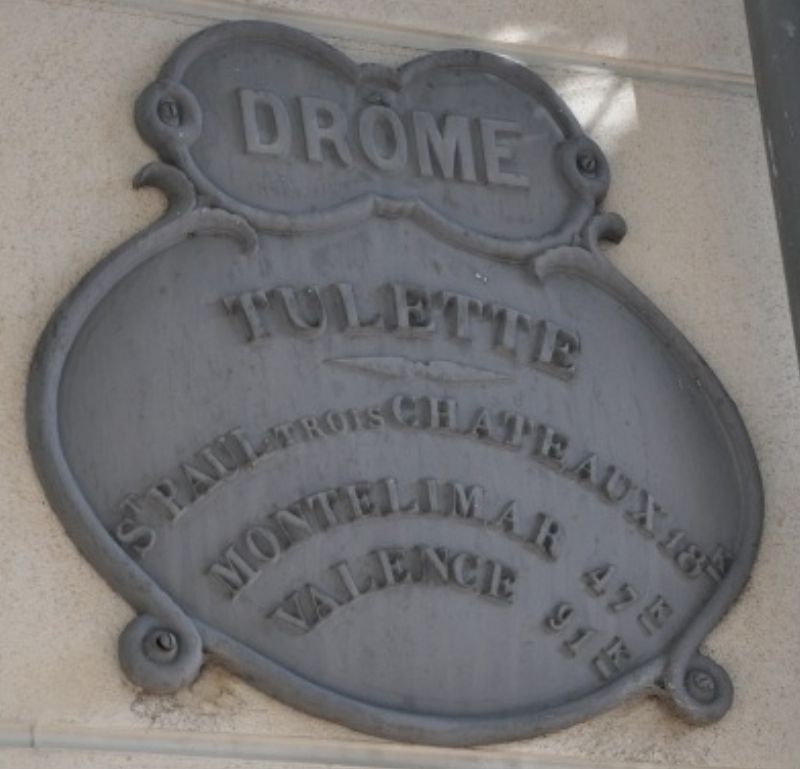 DRÔME
TULETTE
ST PAUL TROIS CHATEAUX 18K
MONTELIMAR 47K
VALENCE 91K